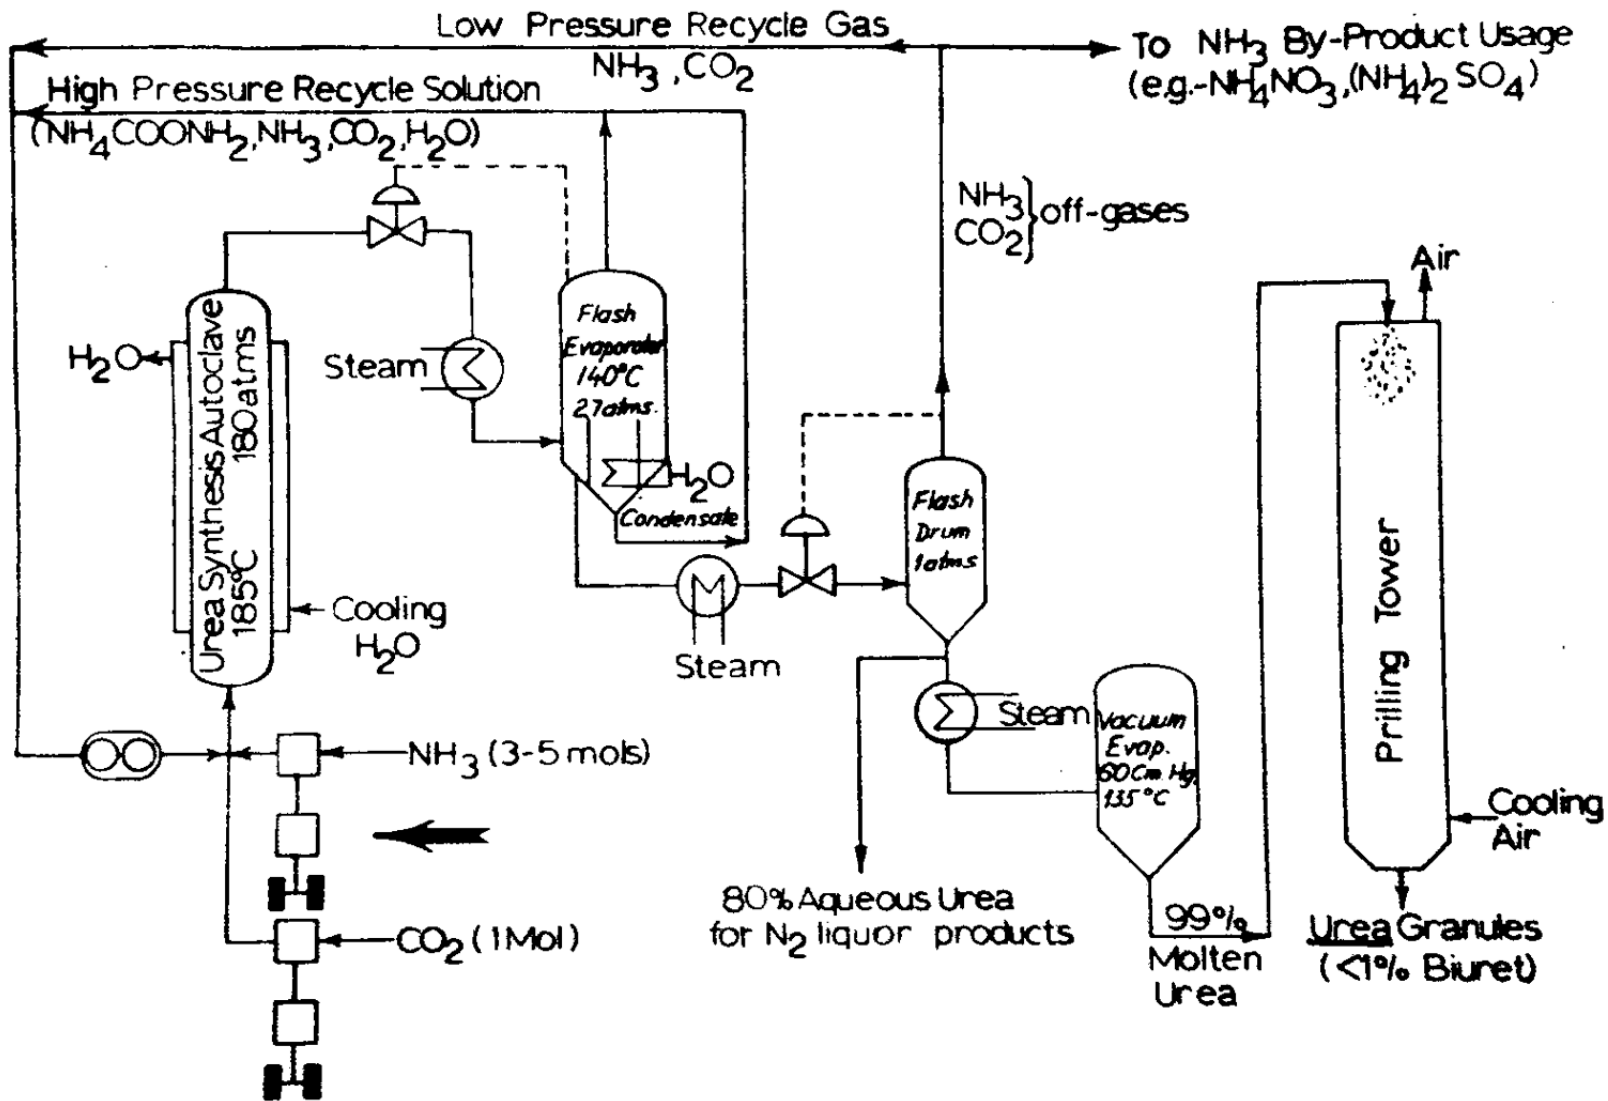 Low Pressure Recycle Gas
NH3, CO2
To NH3 By-Product Usage
(e.g.-NH4NO3,(NH4)2 SO4)
High Pressure Recycle Solution
(NH4COONH2,NH3,CO2,H2O)
NH3
CO2
off-gases
Air
H2O
Urea Synthesis Autoclave
185°C 180atms
Steam
Flash
Evaporator
140°C
27atms.
H2O
Condensate
Cooling
H2O
Steam
Flash
Drum
1atms
Steam
Vacuum
Evap.
60Cm Hg.
135°C
Prilling Tower
Cooling
Air
NH3 (3-5 mols)
CO2 (1Mol)
80% Aqueous Urea
for N2 liquor products
99%
Molten
Urea
Urea Granules
(<1% Biuret)